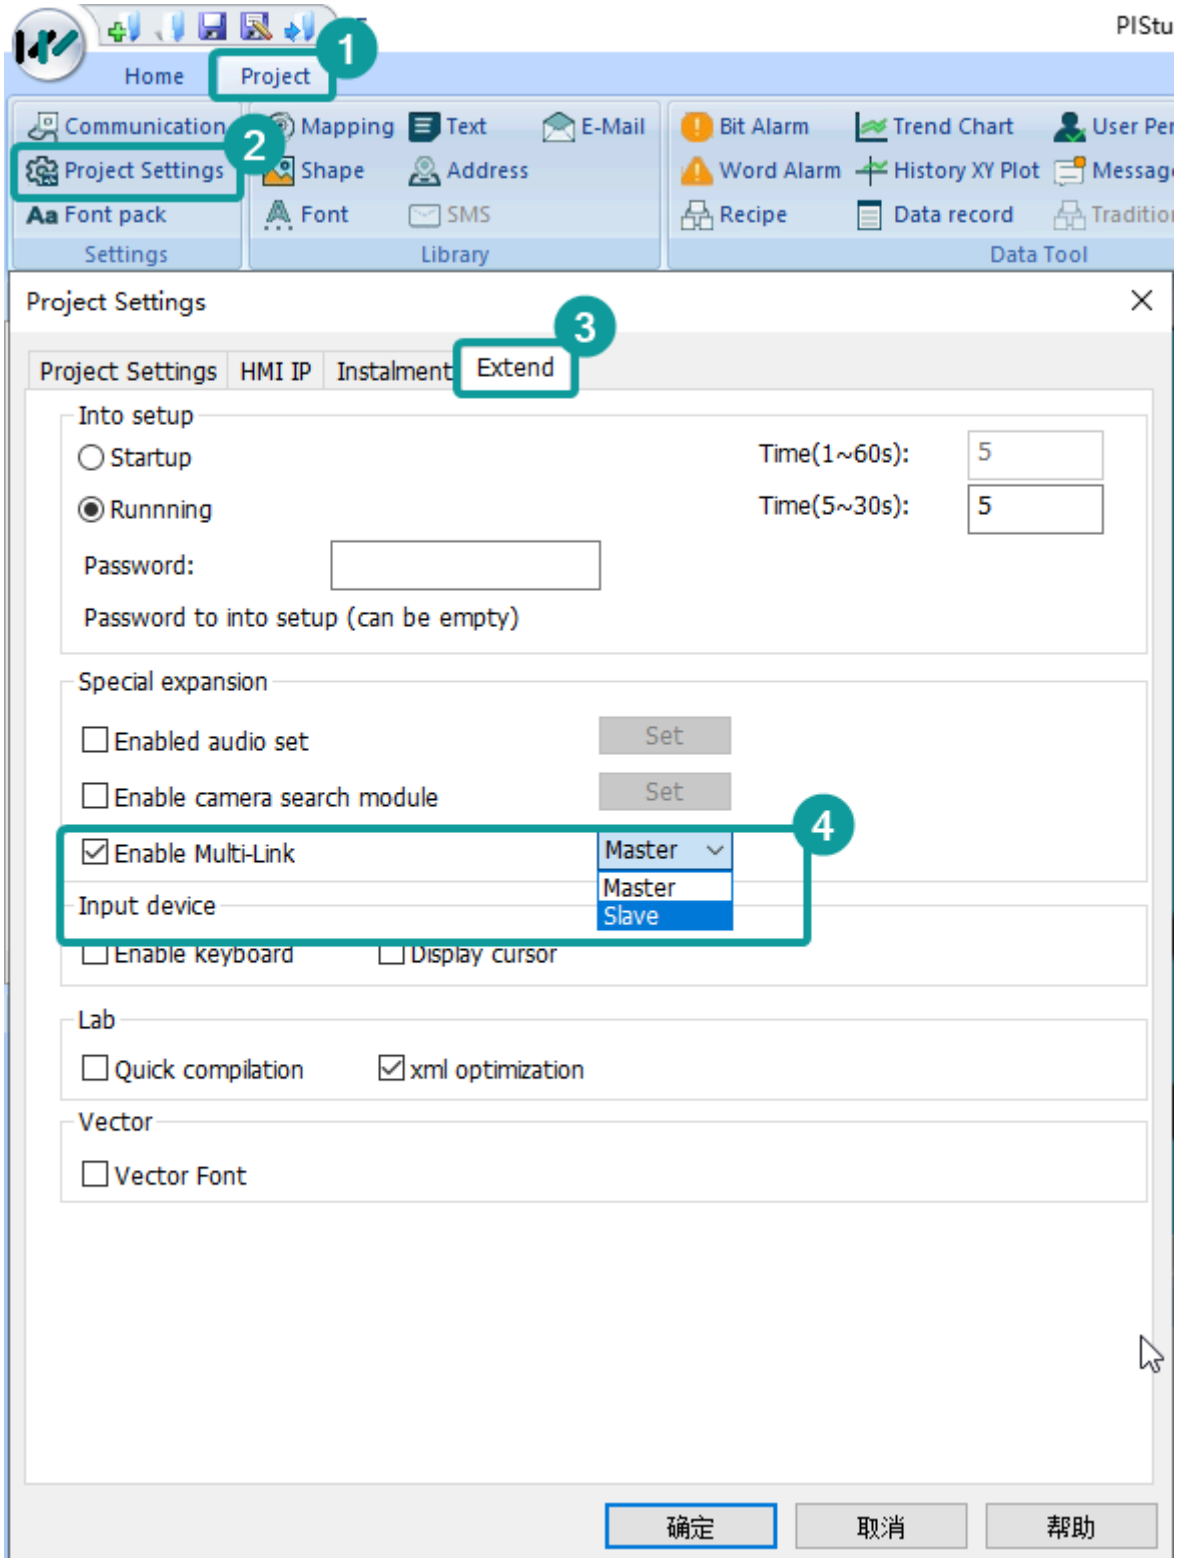 PIStu
1
Home Project
Communication Mapping Text E-Mail Bit Alarm Trend Chart User Per
2
Project Settings Shape Address Word Alarm History XY Plot Messag
Aa Font pack Font SMS Recipe Data record Traditio
Settings Library Data Tool
Project Settings
3
Project Settings HMI IP Instalment Extend
Into setup
Startup Time(1~60s): 5
Runnning Time(5~30s): 5
Password:
Password to into setup (can be empty)
Special expansion
Enabled audio set Set
Enable camera search module Set
4
Enable Multi-Link Master
Master
Input device Slave
Enable keyboard Display cursor
Lab
Quick compilation xml optimization
Vector
Vector Font
确定 取消 帮助